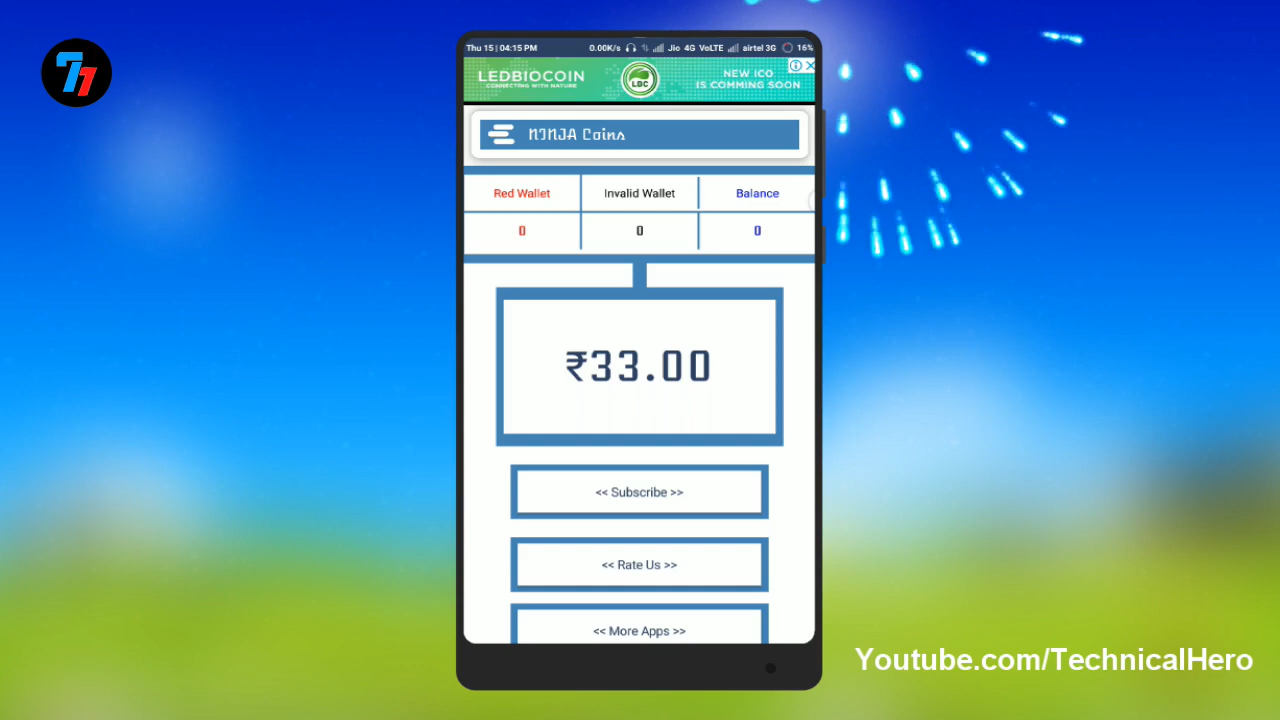 Thu 15 | 04:15 PM 0.00K/s Jio 4G VoLTE airtel 3G 16%
LEDBIOCOIN
CONNECTING WITH NATURE
LBC
NEW ICO
IS COMMING SOON
NINJA Coins
Red Wallet Invalid Wallet Balance
0 0 0
₹33.00
<< Subscribe >>
<< Rate Us >>
<< More Apps >>
Youtube.com/TechnicalHero